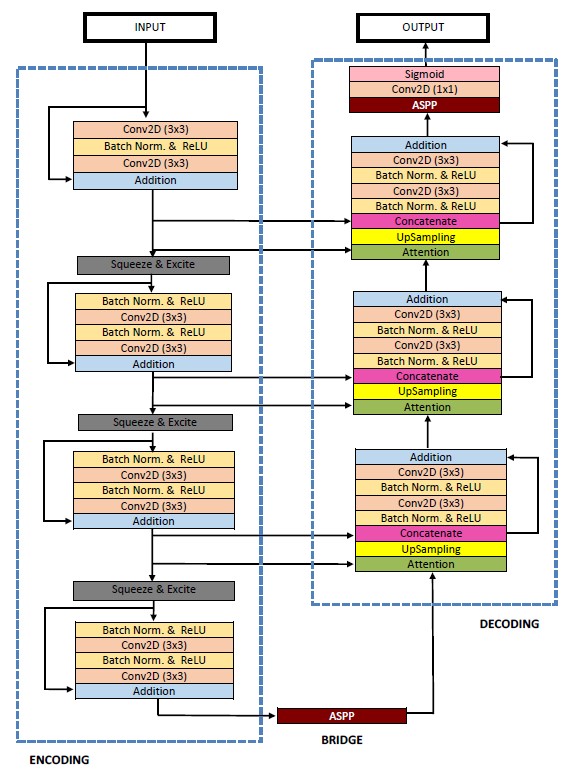 INPUT
Conv2D (3x3)
Batch Norm. & ReLU
Conv2D (3x3)
Addition
Squeeze & Excite
Batch Norm. & ReLU
Conv2D (3x3)
Batch Norm. & ReLU
Conv2D (3x3)
Addition
Squeeze & Excite
Batch Norm. & ReLU
Conv2D (3x3)
Batch Norm. & ReLU
Conv2D (3x3)
Addition
Squeeze & Excite
Batch Norm. & ReLU
Conv2D (3x3)
Batch Norm. & ReLU
Conv2D (3x3)
Addition
ENCODING
ASPP
BRIDGE
OUTPUT
Sigmoid
Conv2D (1x1)
ASPP
Addition
Conv2D (3x3)
Batch Norm. & ReLU
Conv2D (3x3)
Batch Norm. & ReLU
Concatenate
UpSampling
Attention
Addition
Conv2D (3x3)
Batch Norm. & ReLU
Conv2D (3x3)
Batch Norm. & ReLU
Concatenate
UpSampling
Attention
Addition
Conv2D (3x3)
Batch Norm. & ReLU
Conv2D (3x3)
Batch Norm. & ReLU
Concatenate
UpSampling
Attention
DECODING